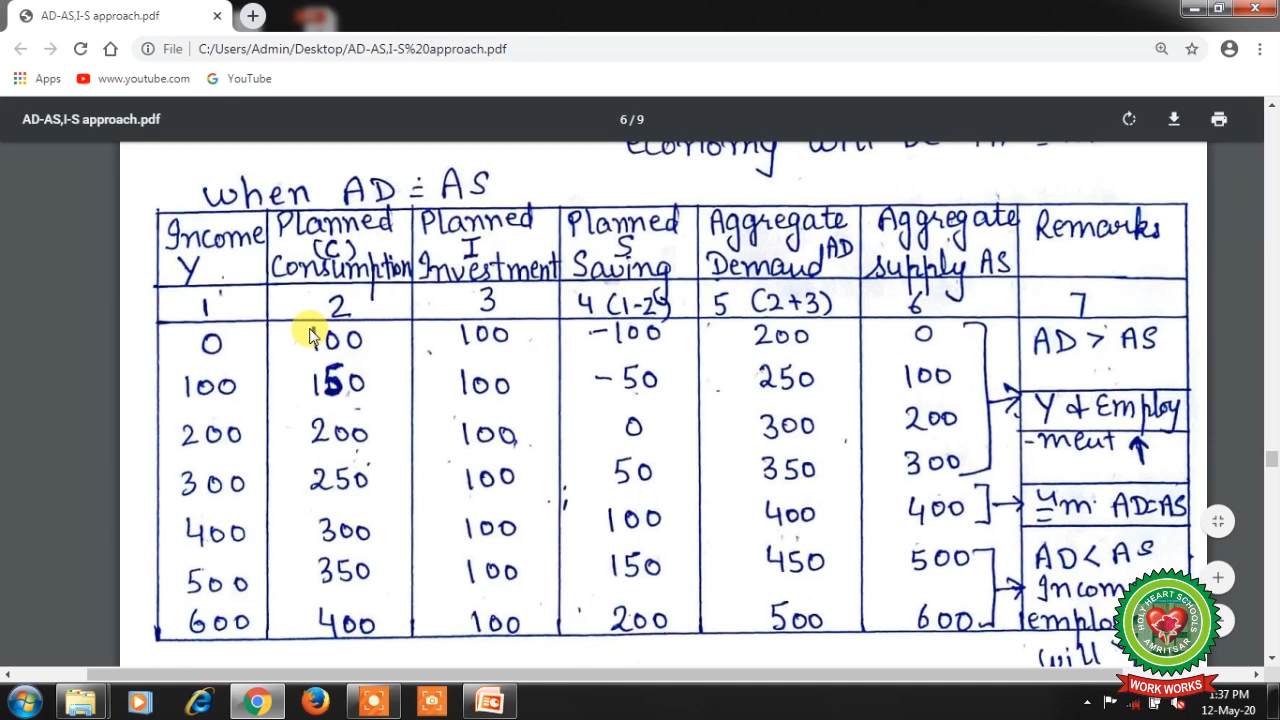 AD-AS,I-S approach.pdf
File C:/Users/Admin/Desktop/AD-AS,I-S%20approach.pdf
Apps www.youtube.com YouTube
AD-AS,I-S approach.pdf 6 / 9
economy will be
when AD = AS
Income Y Planned (C) Consumption Planned I Investment Planned S Saving Aggregate Demand AD Aggregate supply AS Remarks
1 2 3 4 (1-2) 5 (2+3) 6 7
0 100 100 -100 200 0 AD > AS
100 150 100 -50 250 100
200 200 100 0 300 200 Y & Employ
300 250 100 50 350 300 -ment ↑
400 300 100 100 400 400 AD=AS
500 350 100 150 450 500 AD < AS
600 400 100 200 500 600
will
HOLY HEART SCHOOLS
AMRITSAR
WORK WORKS
1:37 PM
12-May-20